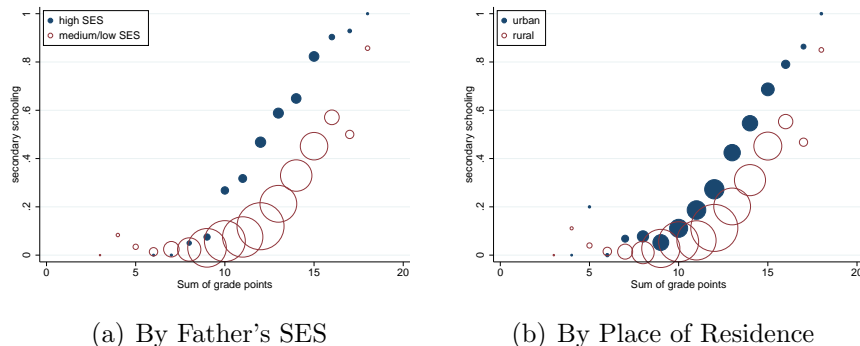 high SES
medium/low SES
secondary schooling
0
.2
.4
.6
.8
1
0
5
10
15
20
Sum of grade points
(a) By Father's SES
urban
rural
secondary schooling
0
.2
.4
.6
.8
1
0
5
10
15
20
Sum of grade points
(b) By Place of Residence